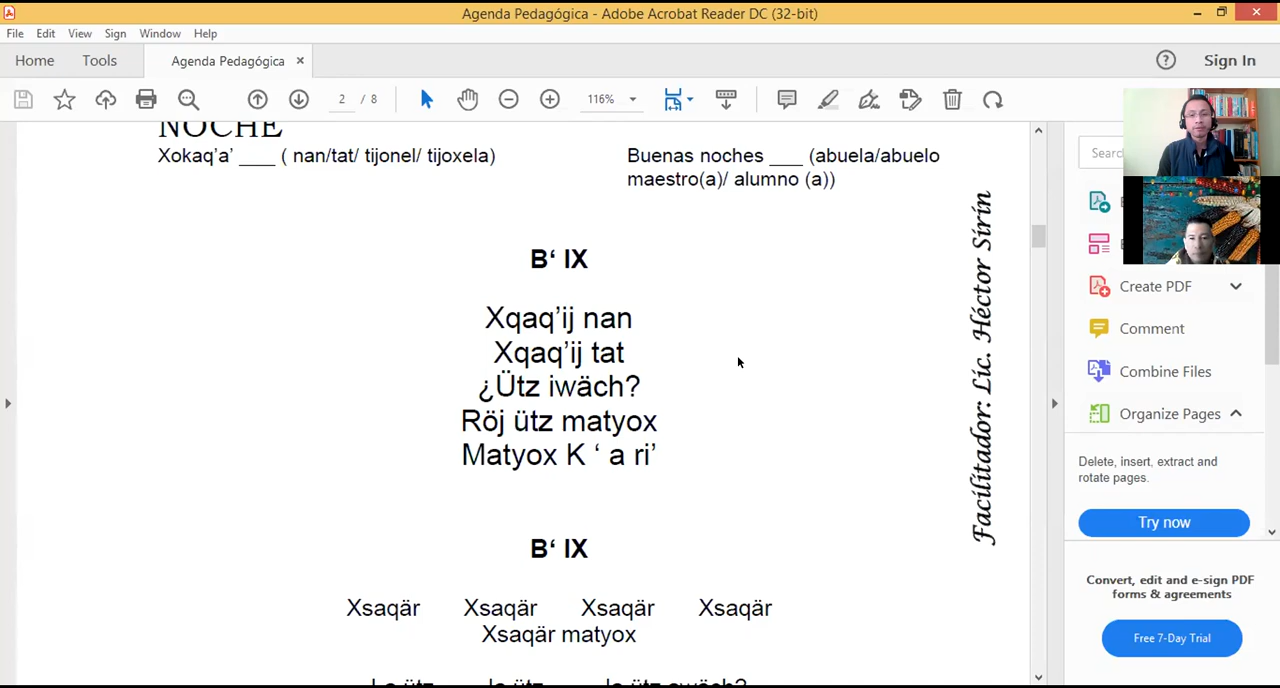 Agenda Pedagógica - Adobe Acrobat Reader DC (32-bit)
File Edit View Sign Window Help
Home Tools Agenda Pedagógica × Sign In
2 / 8 116%
NOCHE
Xokaq’a’ ___ ( nan/tat/ tijonel/ tijoxela)
Buenas noches ___ (abuela/abuelo
maestro(a)/ alumno (a))
B‘ IX
Xqaq’ij nan
Xqaq’ij tat
¿Ütz iwäch?
Röj ütz matyox
Matyox K ‘ a ri’
B‘ IX
Xsaqär Xsaqär Xsaqär Xsaqär
Xsaqär matyox
Facilitador: Lic. Héctor Sirín
Searc
Create PDF
Comment
Combine Files
Organize Pages
Delete, insert, extract and
rotate pages.
Try now
Convert, edit and e-sign PDF
forms & agreements
Free 7-Day Trial